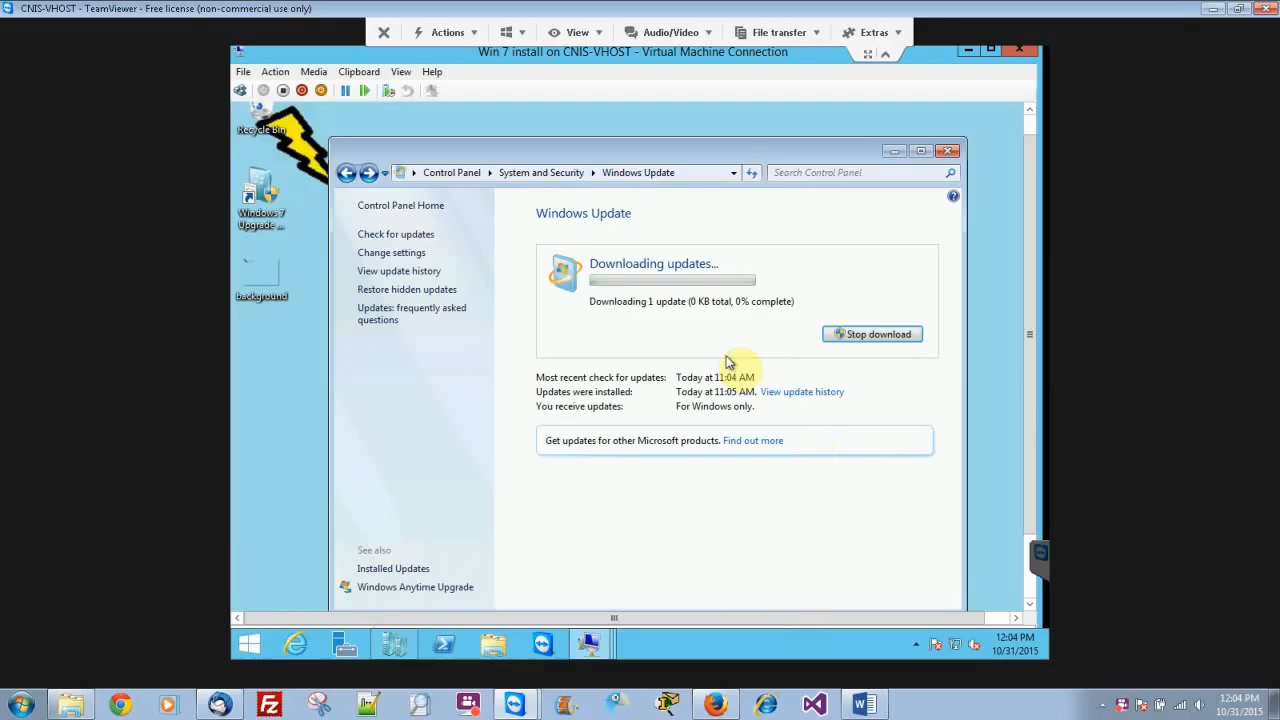 CNIS-VHOST - TeamViewer - Free license (non-commercial use only)
Actions
View
Audio/Video
File transfer
Extras
Win 7 install on CNIS-VHOST - Virtual Machine Connection
File Action Media Clipboard View Help
Recycle Bin
Windows 7
Upgrade ...
background
Control Panel
System and Security
Windows Update
Search Control Panel
Control Panel Home
Check for updates
Change settings
View update history
Restore hidden updates
Updates: frequently asked
questions
Windows Update
Downloading updates...
Downloading 1 update (0 KB total, 0% complete)
Stop download
Most recent check for updates: Today at 11:04 AM
Updates were installed: Today at 11:05 AM. View update history
You receive updates: For Windows only.
Get updates for other Microsoft products. Find out more
See also
Installed Updates
Windows Anytime Upgrade
12:04 PM
10/31/2015
12:04 PM
10/31/2015